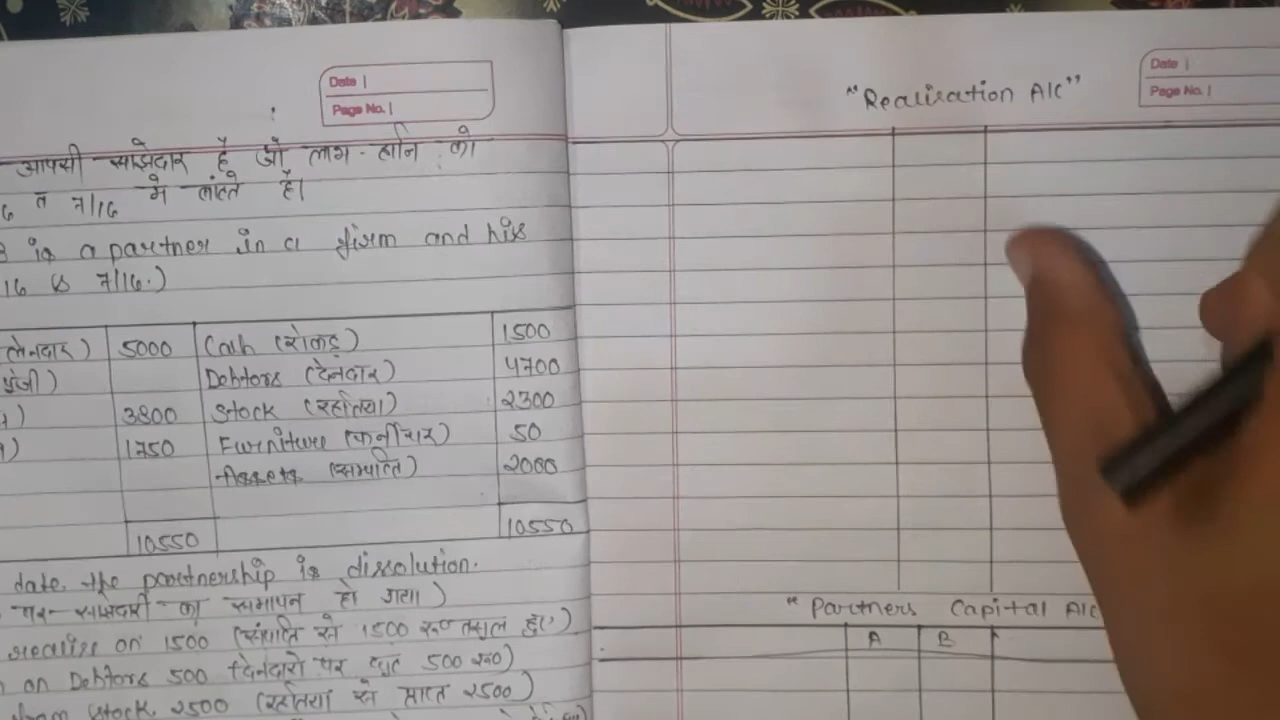 Date |
Page No. |
आपसी साझेदार है जो लाभ-हानि को
6 व 7/16 मे बांटते है।
B is a partner in a firm and his
16 & 7/16.)
लेनदार) 5000 Cash (रोकड़) 1500
पूंजी) Debtors (देनदार) 4700
) 3800 Stock (रहतिया) 2300
) 1750 Furniture (फर्नीचर) 50
Assets (सम्पत्ति) 2000
10550 10550
date the partnership is dissolution.
पर साझेदारी का समापन हो गया)
realise on 1500 (संपत्ति से 1500 रू० वसूल हुए)
on Debtors 500 (देनदारो पर छूट 500 रू०)
from Stock 2500 (रहतिया से प्राप्त 2500)
Date |
Page No. |
"Realisation A/C"
"Partners Capital A/C
A B